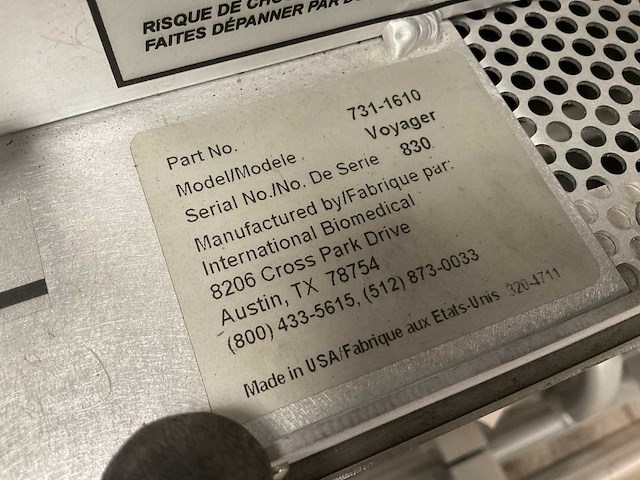 RISQUE DE
FAITES DÉPANNER PAR
Part No. 731-1610
Model/Modele Voyager
Serial No./No. De Serie 830
Manufactured by/Fabrique par:
International Biomedical
8206 Cross Park Drive
Austin, TX 78754
(800) 433-5615, (512) 873-0033
Made in USA/Fabrique aux Etats-Unis 320-4711